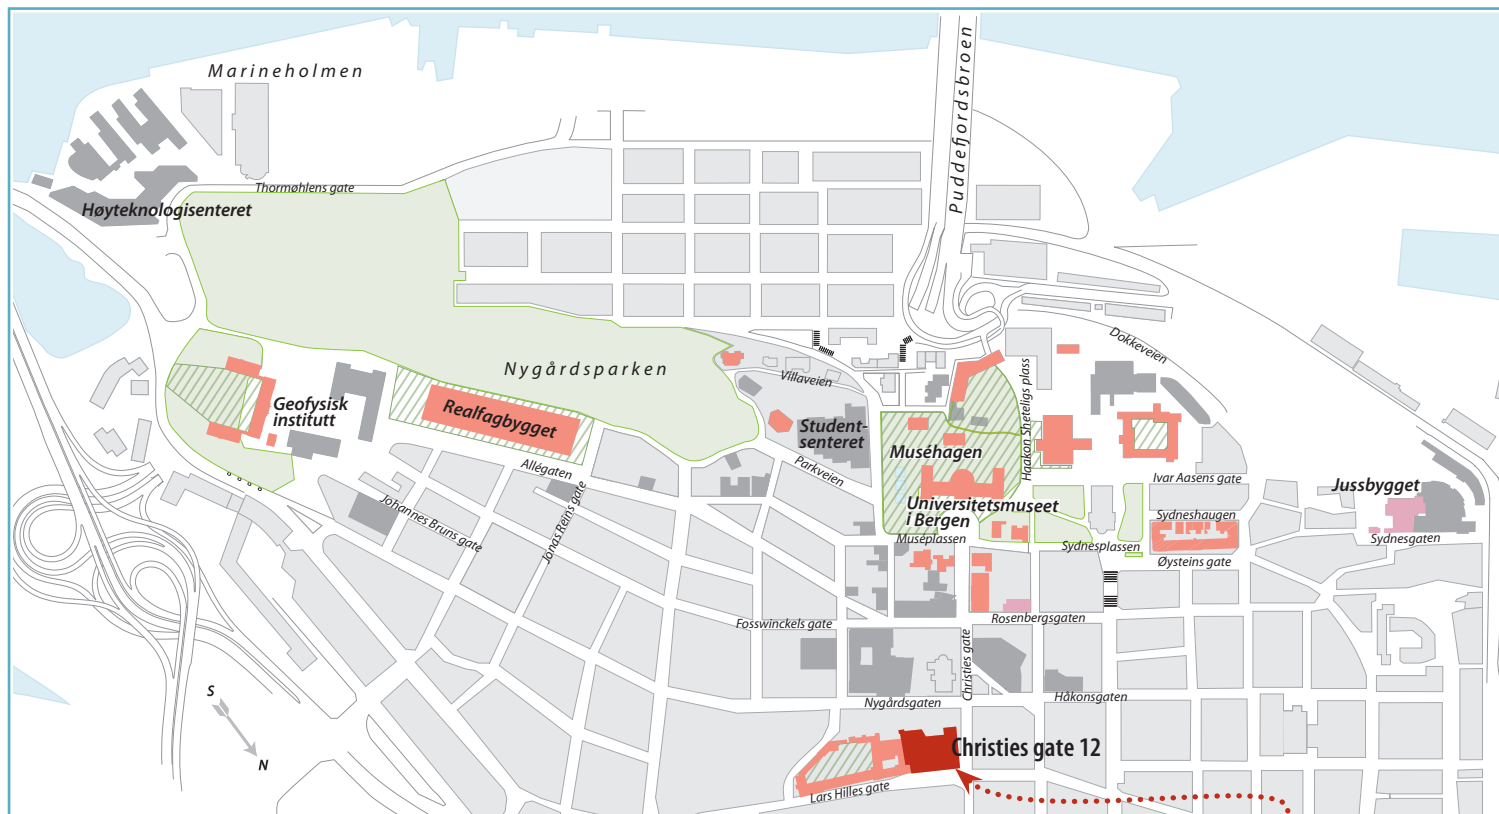 Marineholmen
Puddefjordsbroen
Thormøhlens gate
Høyteknologisenteret
Dokkeveien
Nygårdsparken
Villaveien
Haakon Sheteligs plass
Geofysisk
institutt
Realfagbygget
Student-
senteret
Muséhagen
Allégaten
Parkveien
Ivar Aasens gate
Jussbygget
Johannes Bruns gate
Jonas Reins gate
Universitetsmuseet
i Bergen
Sydneshaugen
Muséplassen
Sydnesplassen
Sydnesgaten
Øysteins gate
Fosswinckels gate
Rosenbergsgaten
Christies gate
S
N
Nygårdsgaten
Håkonsgaten
Christies gate 12
Lars Hilles gate